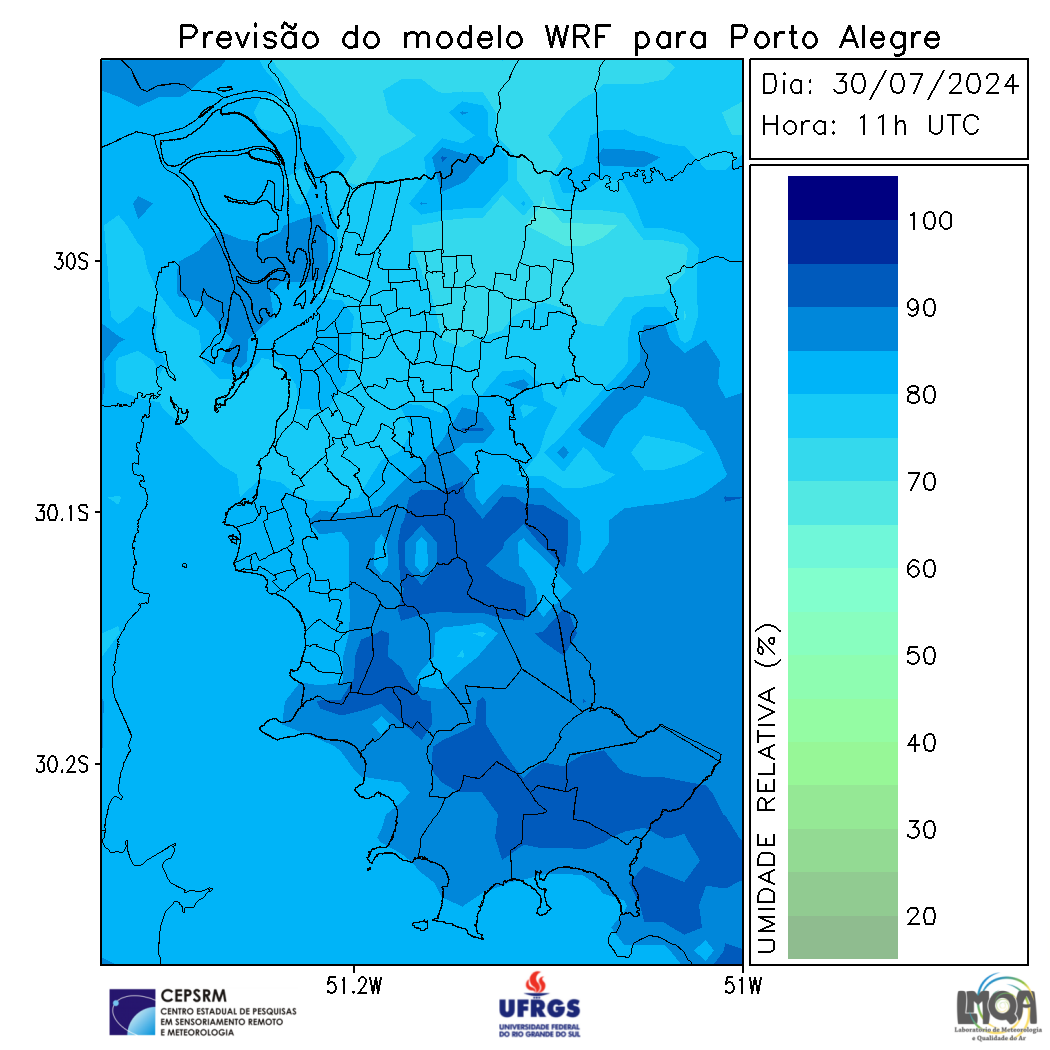 Previsão do modelo WRF para Porto Alegre
Dia: 30/07/2024
Hora: 11h UTC
30S
30.1S
30.2S
51.2W
51W
100
90
80
70
60
50
40
30
20
UMIDADE RELATIVA (%)
CEPSRM
CENTRO ESTADUAL DE PESQUISAS
EM SENSORIAMENTO REMOTO
E METEOROLOGIA
UFRGS
UNIVERSIDADE FEDERAL
DO RIO GRANDE DO SUL
LMQA
Laboratório de Meteorologia
e Qualidade do Ar